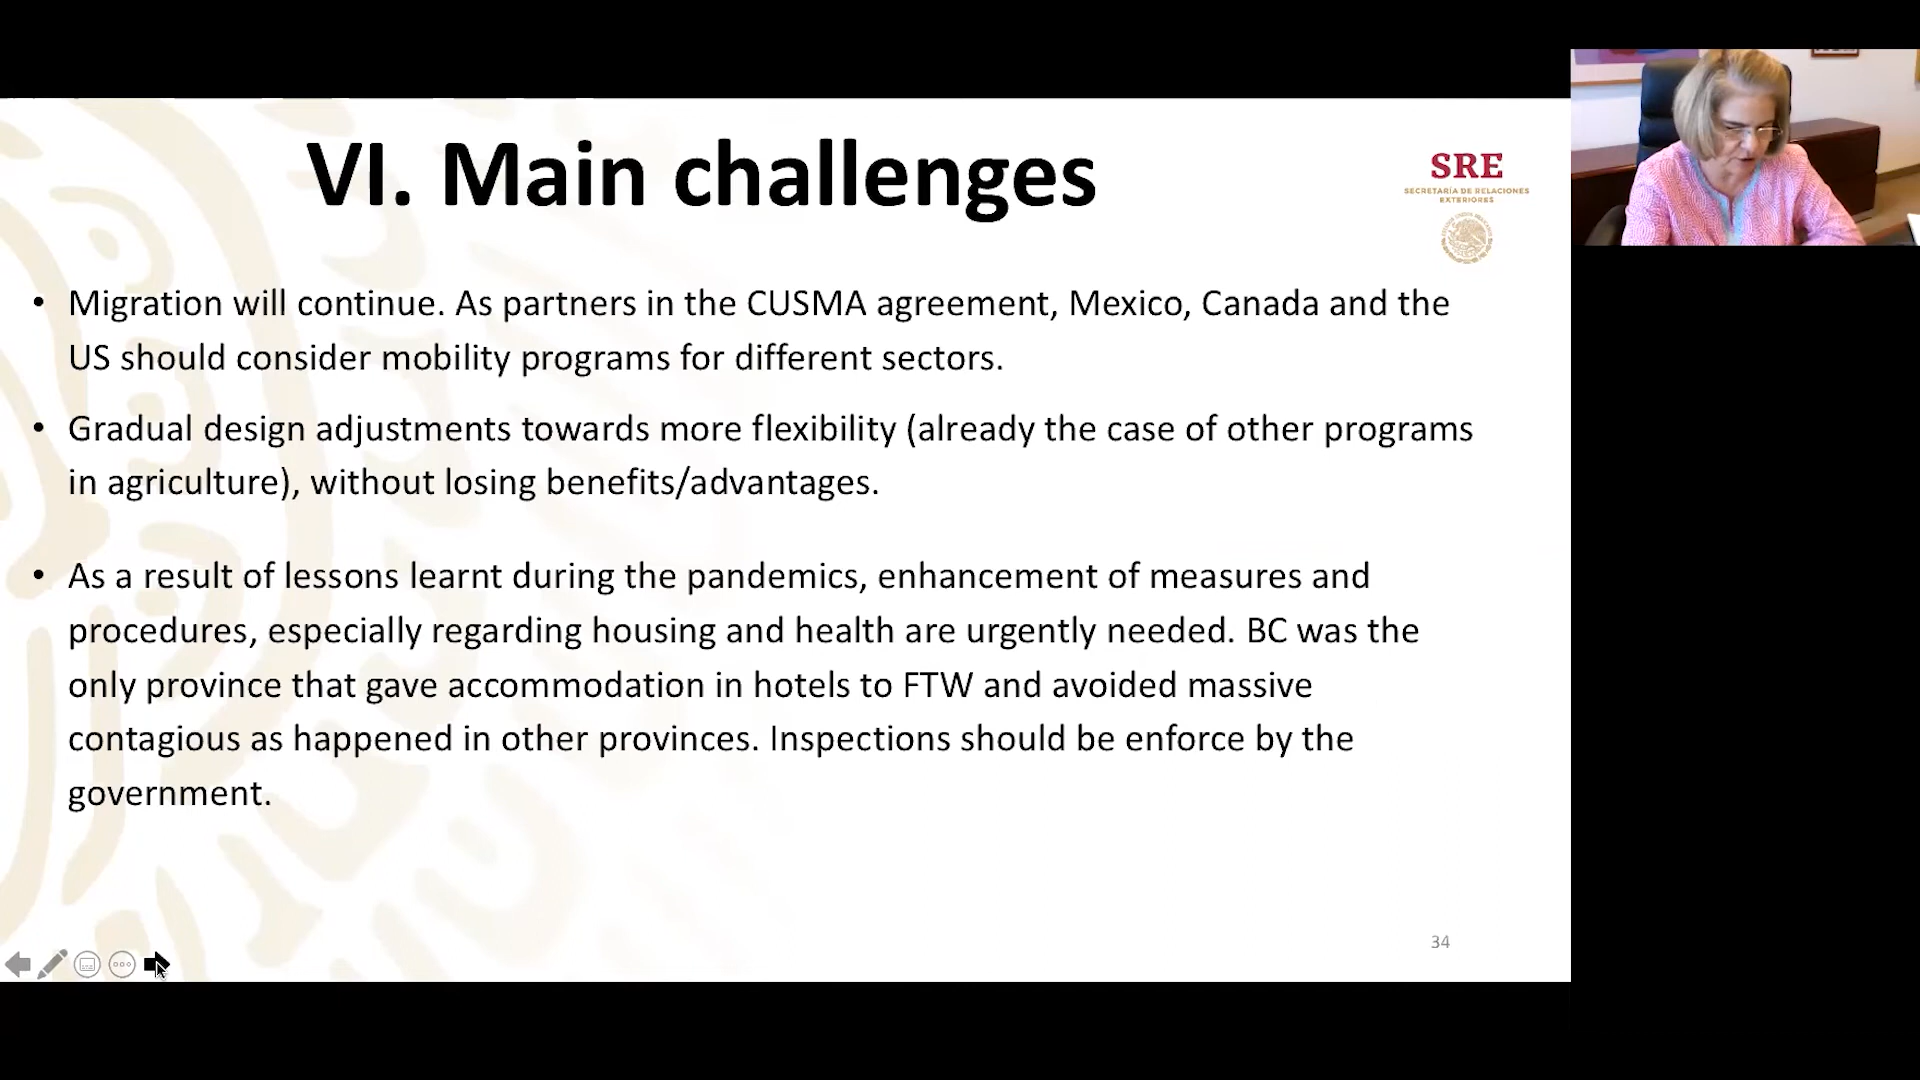 VI. Main challenges
SRE
SECRETARÍA DE RELACIONES
EXTERIORES
• Migration will continue. As partners in the CUSMA agreement, Mexico, Canada and the
US should consider mobility programs for different sectors.
• Gradual design adjustments towards more flexibility (already the case of other programs
in agriculture), without losing benefits/advantages.
• As a result of lessons learnt during the pandemics, enhancement of measures and
procedures, especially regarding housing and health are urgently needed. BC was the
only province that gave accommodation in hotels to FTW and avoided massive
contagious as happened in other provinces. Inspections should be enforce by the
government.
34